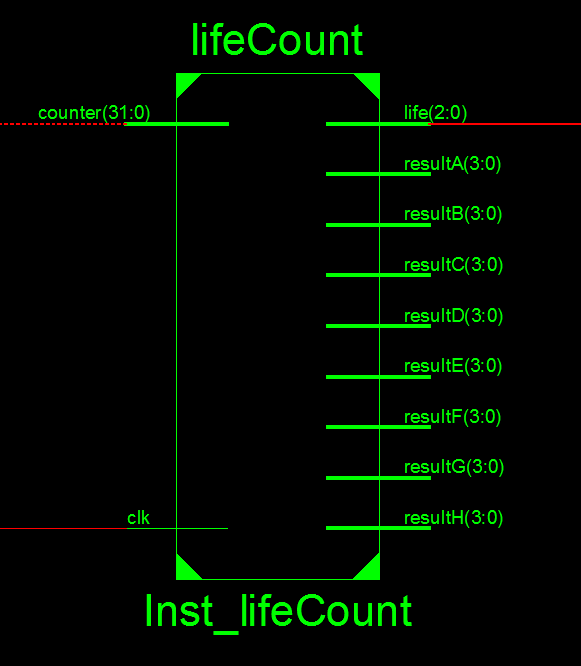 lifeCount
counter(31:0)
life(2:0)
resultA(3:0)
resultB(3:0)
resultC(3:0)
resultD(3:0)
resultE(3:0)
resultF(3:0)
resultG(3:0)
clk
resultH(3:0)
Inst_lifeCount